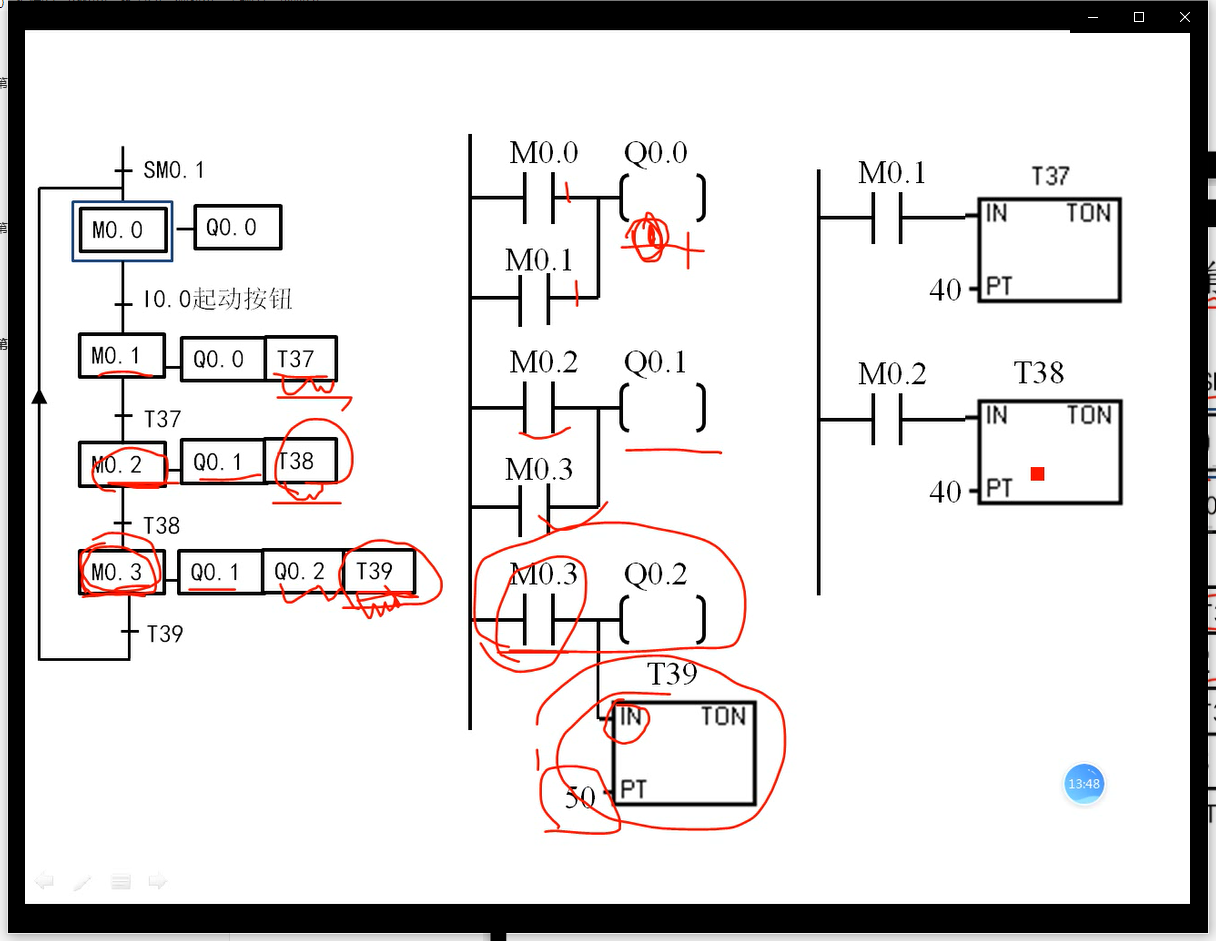 SM0.1
M0.0 Q0.0
I0.0起动按钮
M0.1 Q0.0 T37
T37
M0.2 Q0.1 T38
T38
M0.3 Q0.1 Q0.2 T39
T39
M0.0 Q0.0
M0.1
M0.2 Q0.1
M0.3
M0.3 Q0.2
T39
IN TON
50 PT
M0.1 T37
IN TON
40 PT
M0.2 T38
IN TON
40 PT
13:48